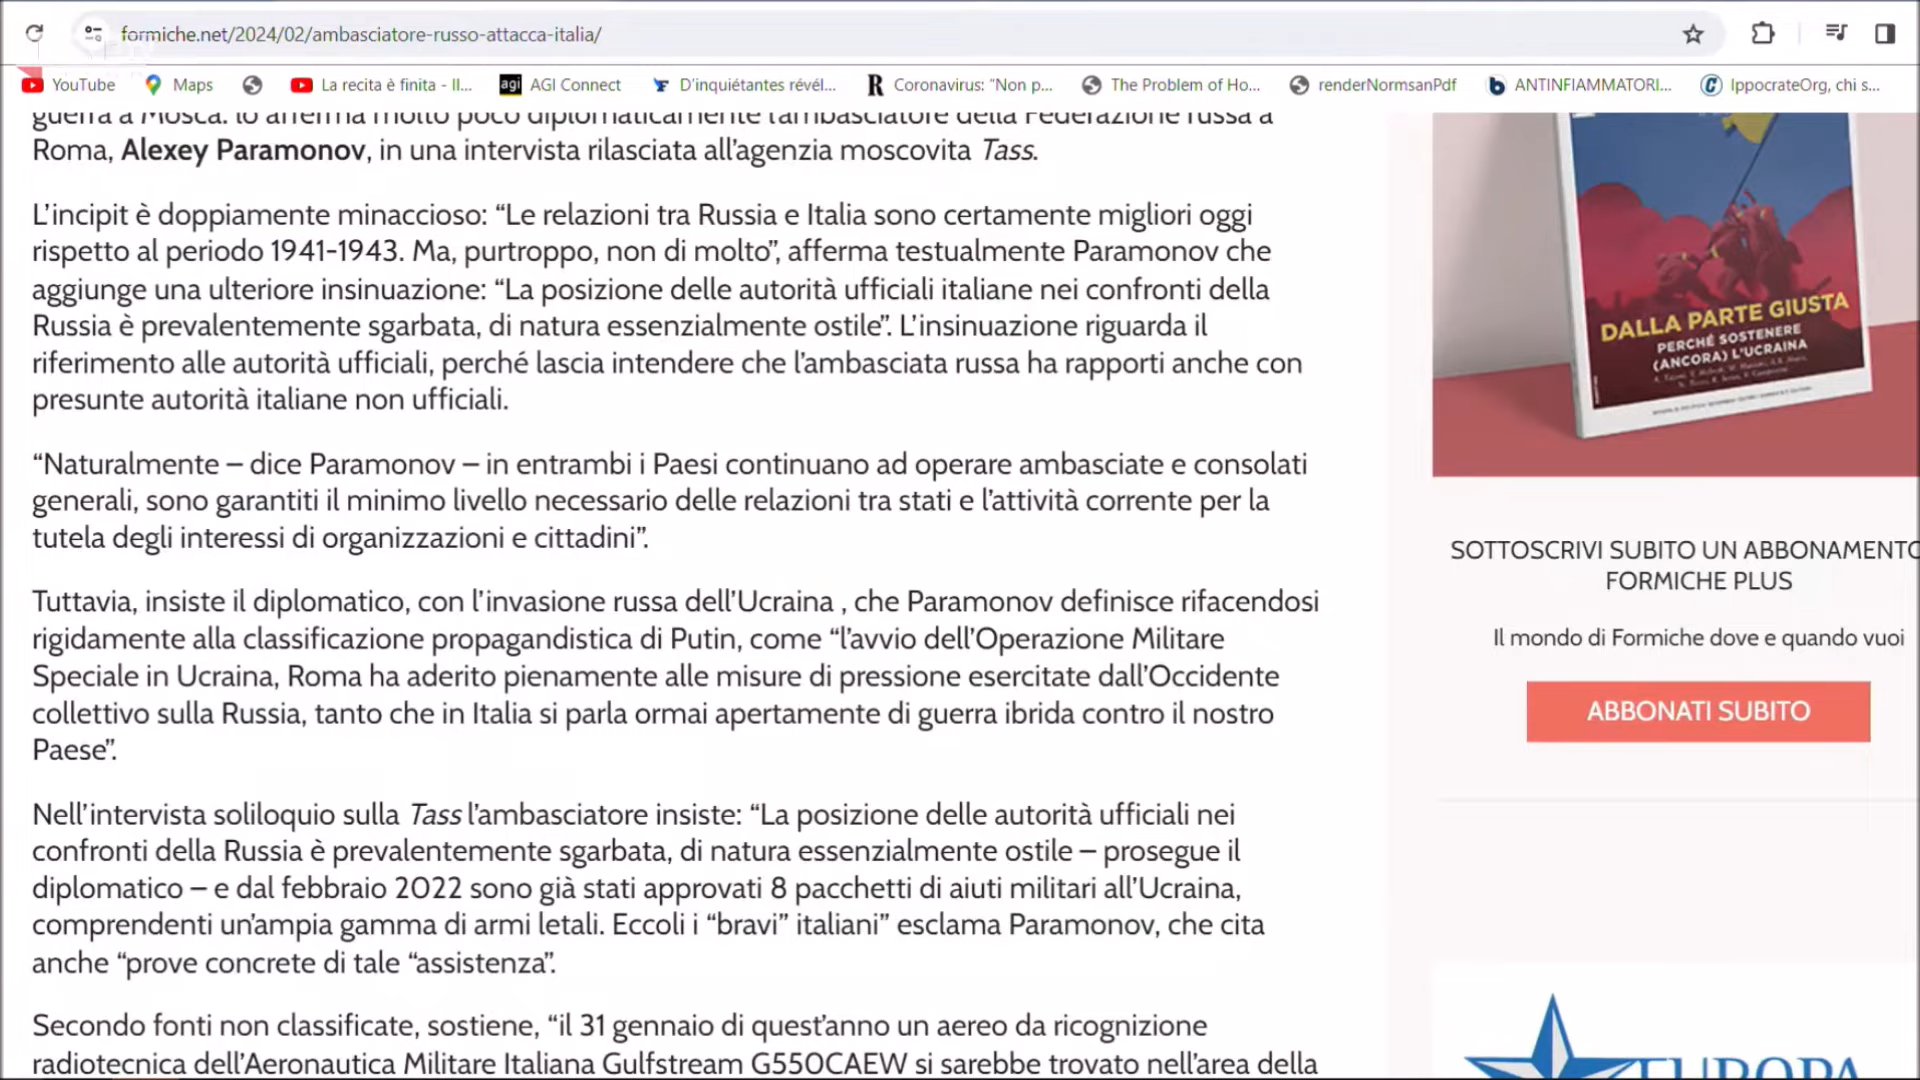 formiche.net/2024/02/ambasciatore-russo-attacca-italia/
YouTube Maps La recita è finita - Il... agi AGI Connect D'inquiétantes révél... R Coronavirus: "Non p... The Problem of Ho... renderNormsanPdf b ANTINFIAMMATORI... C IppocrateOrg, chi s...
guerra a Mosca: lo afferma molto poco diplomaticamente l'ambasciatore della Federazione russa a
Roma, Alexey Paramonov, in una intervista rilasciata all'agenzia moscovita Tass.
L'incipit è doppiamente minaccioso: "Le relazioni tra Russia e Italia sono certamente migliori oggi
rispetto al periodo 1941-1943. Ma, purtroppo, non di molto", afferma testualmente Paramonov che
aggiunge una ulteriore insinuazione: "La posizione delle autorità ufficiali italiane nei confronti della
Russia è prevalentemente sgarbata, di natura essenzialmente ostile". L'insinuazione riguarda il
riferimento alle autorità ufficiali, perché lascia intendere che l'ambasciata russa ha rapporti anche con
presunte autorità italiane non ufficiali.
"Naturalmente – dice Paramonov – in entrambi i Paesi continuano ad operare ambasciate e consolati
generali, sono garantiti il minimo livello necessario delle relazioni tra stati e l'attività corrente per la
tutela degli interessi di organizzazioni e cittadini".
Tuttavia, insiste il diplomatico, con l'invasione russa dell'Ucraina , che Paramonov definisce rifacendosi
rigidamente alla classificazione propagandistica di Putin, come "l'avvio dell'Operazione Militare
Speciale in Ucraina, Roma ha aderito pienamente alle misure di pressione esercitate dall'Occidente
collettivo sulla Russia, tanto che in Italia si parla ormai apertamente di guerra ibrida contro il nostro
Paese".
Nell'intervista soliloquio sulla Tass l'ambasciatore insiste: "La posizione delle autorità ufficiali nei
confronti della Russia è prevalentemente sgarbata, di natura essenzialmente ostile – prosegue il
diplomatico – e dal febbraio 2022 sono già stati approvati 8 pacchetti di aiuti militari all'Ucraina,
comprendenti un'ampia gamma di armi letali. Eccoli i "bravi" italiani" esclama Paramonov, che cita
anche "prove concrete di tale "assistenza".
Secondo fonti non classificate, sostiene, "il 31 gennaio di quest'anno un aereo da ricognizione
radiotecnica dell'Aeronautica Militare Italiana Gulfstream G550CAEW si sarebbe trovato nell'area della
DALLA PARTE GIUSTA
PERCHÉ SOSTENERE
(ANCORA) L'UCRAINA
SOTTOSCRIVI SUBITO UN ABBONAMENTO
FORMICHE PLUS
Il mondo di Formiche dove e quando vuoi
ABBONATI SUBITO
EUROPA